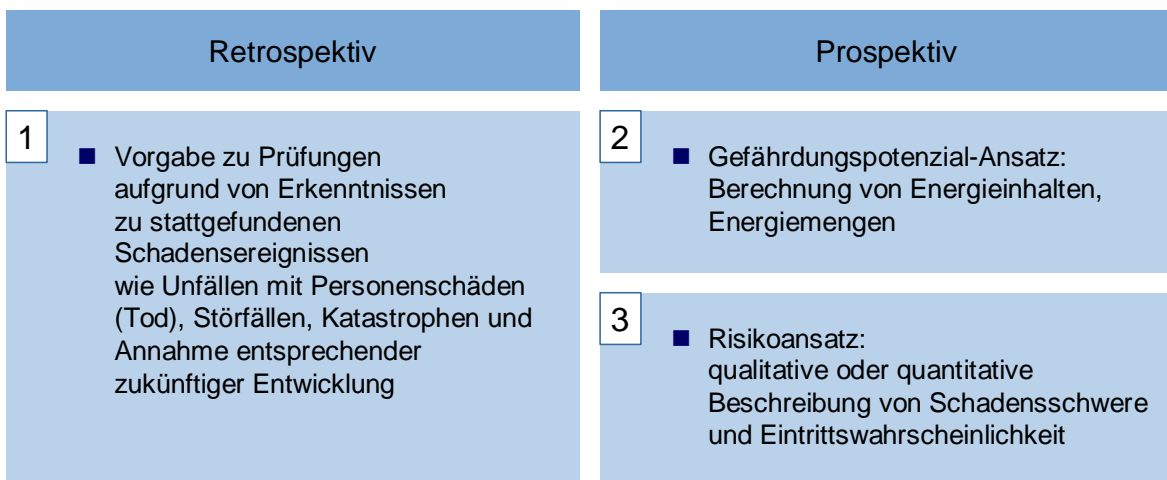 Retrospektiv
1
Vorgabe zu Prüfungen
aufgrund von Erkenntnissen
zu stattgefundenen
Schadensereignissen
wie Unfällen mit Personenschäden
(Tod), Störfällen, Katastrophen und
Annahme entsprechender
zukünftiger Entwicklung
Prospektiv
2
Gefährdungspotenzial-Ansatz:
Berechnung von Energieinhalten,
Energiemengen
3
Risikoansatz:
qualitative oder quantitative
Beschreibung von Schadensschwere
und Eintrittswahrscheinlichkeit